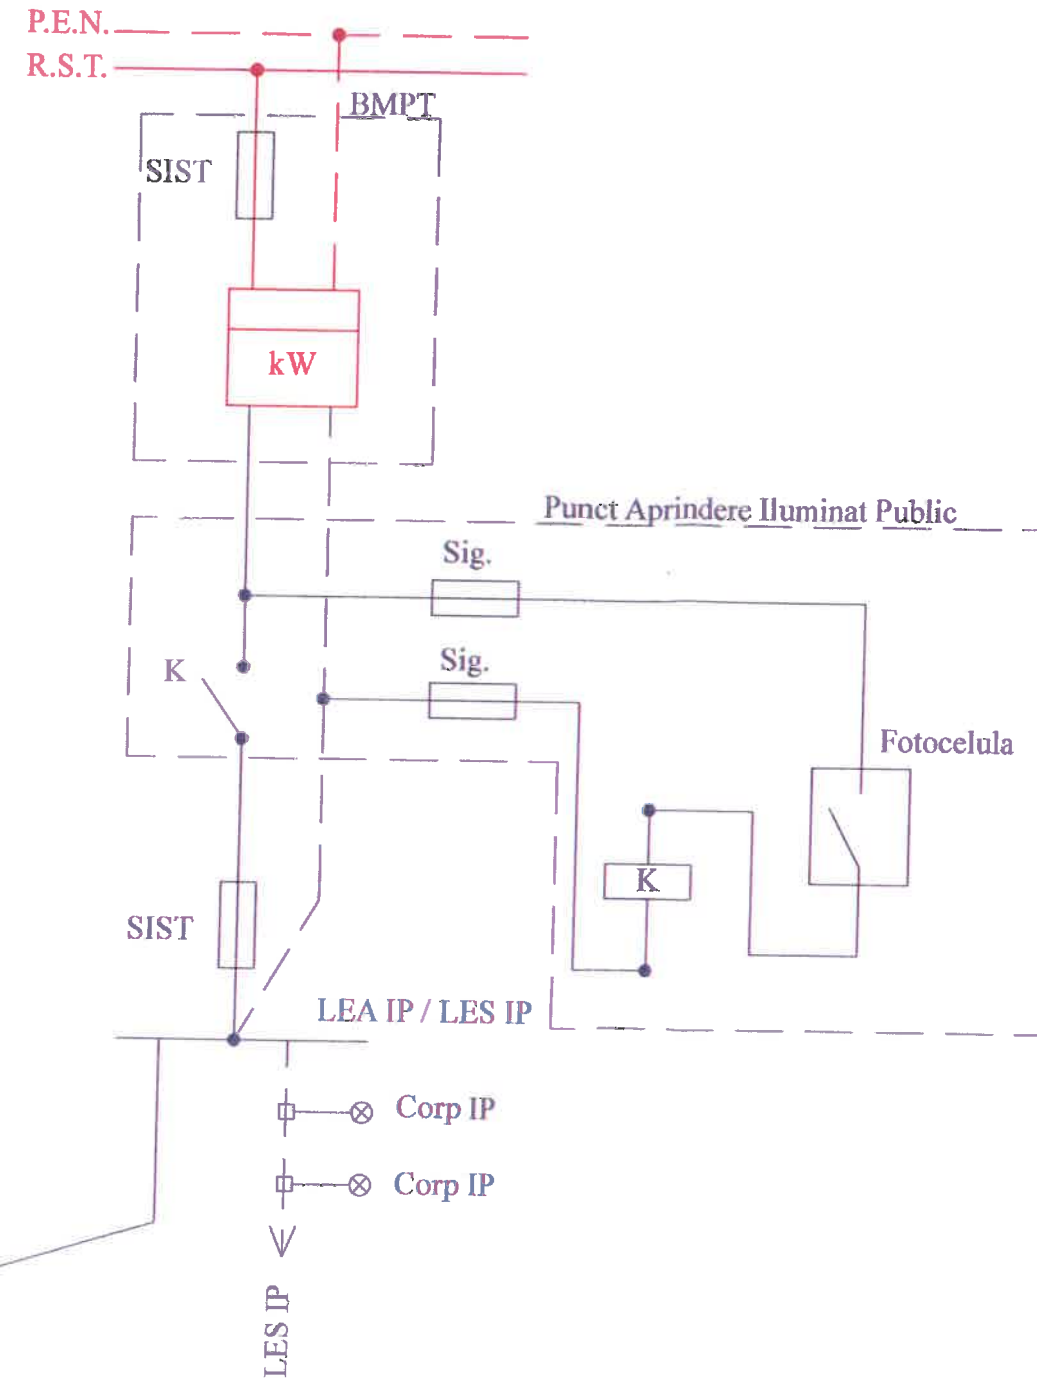 P.E.N.
R.S.T.
BMPT
SIST
kW
Punct Aprindere Iluminat Public
Sig.
K
Sig.
Fotocelula
K
SIST
LEA IP / LES IP
Corp IP
Corp IP
LES IP